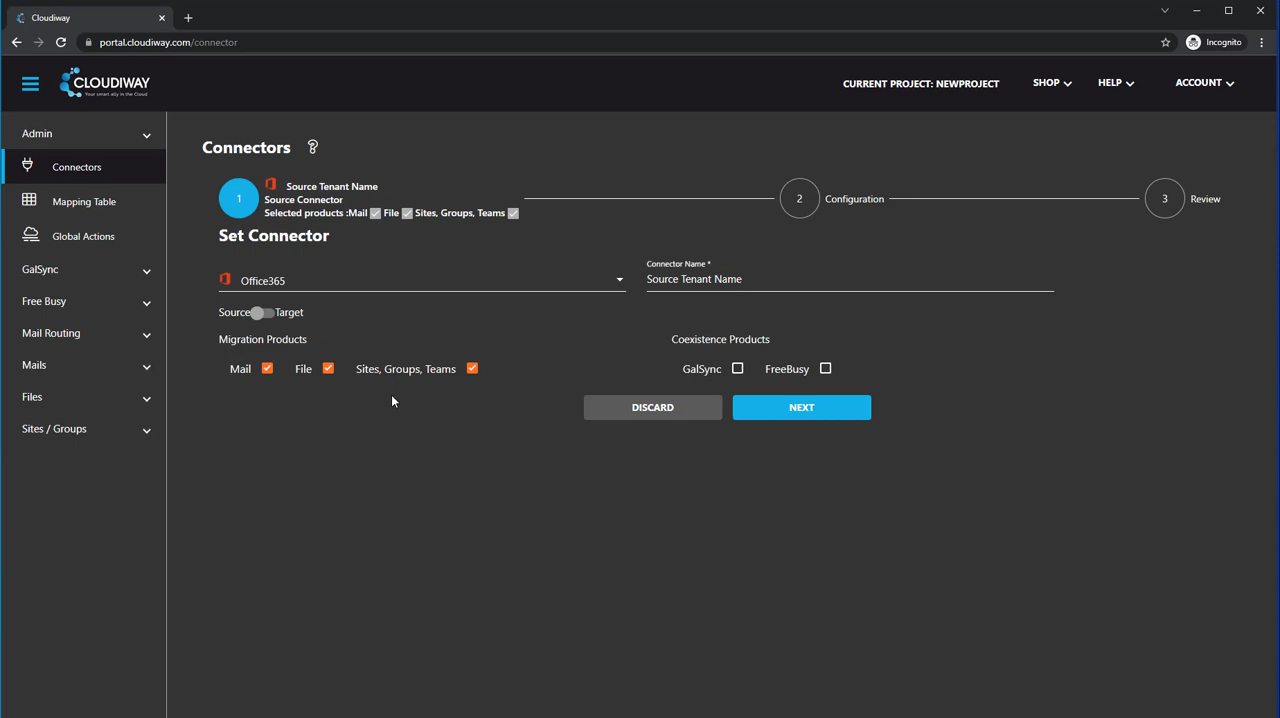 Cloudiway
portal.cloudiway.com/connector
Incognito
CLOUDIWAY
Your smart ally in the Cloud
CURRENT PROJECT: NEWPROJECT
SHOP
HELP
ACCOUNT
Admin
Connectors
Mapping Table
Global Actions
GalSync
Free Busy
Mail Routing
Mails
Files
Sites / Groups
Connectors
1
Source Tenant Name
Source Connector
Selected products :Mail File Sites, Groups, Teams
2
Configuration
3
Review
Set Connector
Office365
Connector Name *
Source Tenant Name
Source Target
Migration Products
Mail File Sites, Groups, Teams
Coexistence Products
GalSync FreeBusy
DISCARD
NEXT